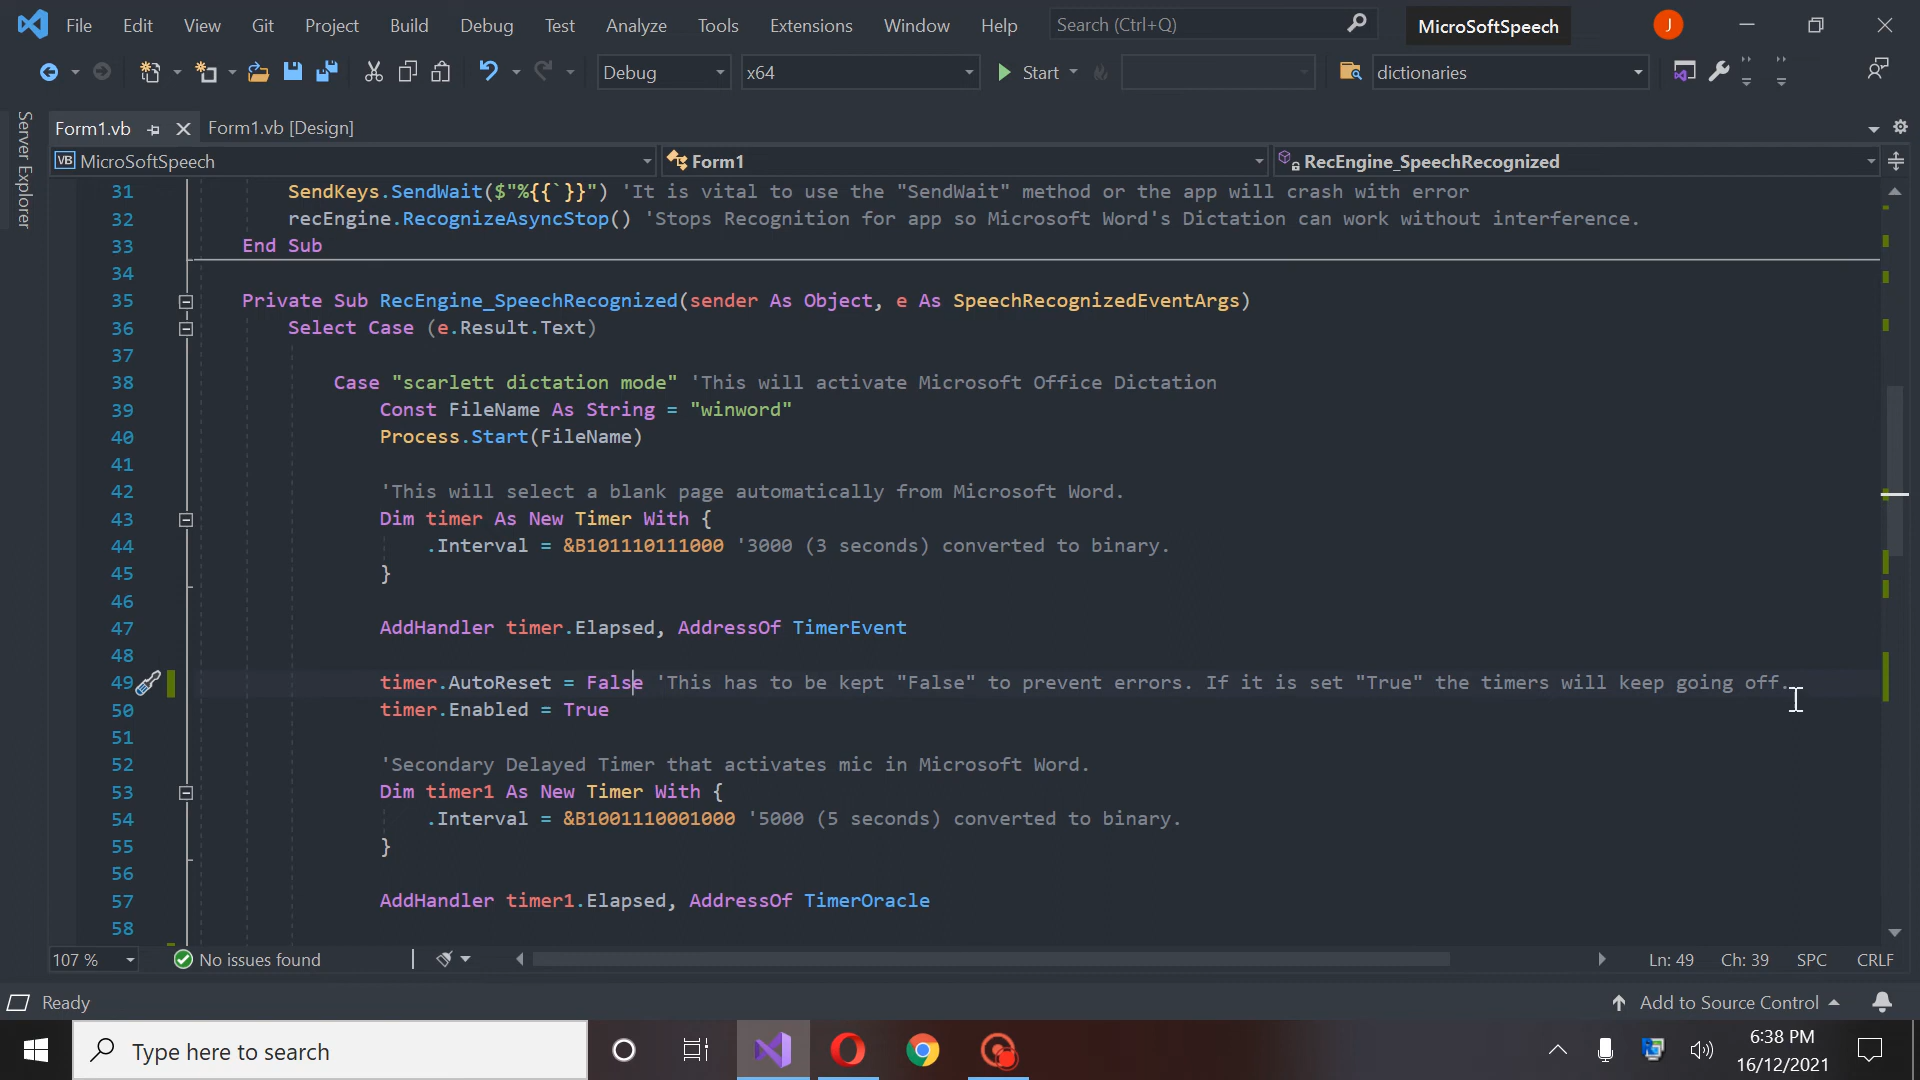 File Edit View Git Project Build Debug Test Analyze Tools Extensions Window Help Search (Ctrl+Q) MicroSoftSpeech J
Debug x64 Start dictionaries
Server Explorer
Form1.vb Form1.vb [Design]
VB MicroSoftSpeech Form1 RecEngine_SpeechRecognized
31 SendKeys.SendWait($"%{{`}}") 'It is vital to use the "SendWait" method or the app will crash with error
32 recEngine.RecognizeAsyncStop() 'Stops Recognition for app so Microsoft Word's Dictation can work without interference.
33 End Sub
34
35 Private Sub RecEngine_SpeechRecognized(sender As Object, e As SpeechRecognizedEventArgs)
36 Select Case (e.Result.Text)
37
38 Case "scarlett dictation mode" 'This will activate Microsoft Office Dictation
39 Const FileName As String = "winword"
40 Process.Start(FileName)
41
42 'This will select a blank page automatically from Microsoft Word.
43 Dim timer As New Timer With {
44 .Interval = &B101110111000 '3000 (3 seconds) converted to binary.
45 }
46
47 AddHandler timer.Elapsed, AddressOf TimerEvent
48
49 timer.AutoReset = False 'This has to be kept "False" to prevent errors. If it is set "True" the timers will keep going off.
50 timer.Enabled = True
51
52 'Secondary Delayed Timer that activates mic in Microsoft Word.
53 Dim timer1 As New Timer With {
54 .Interval = &B1001110001000 '5000 (5 seconds) converted to binary.
55 }
56
57 AddHandler timer1.Elapsed, AddressOf TimerOracle
58
107 % No issues found Ln: 49 Ch: 39 SPC CRLF
Ready Add to Source Control
Type here to search 6:38 PM
16/12/2021